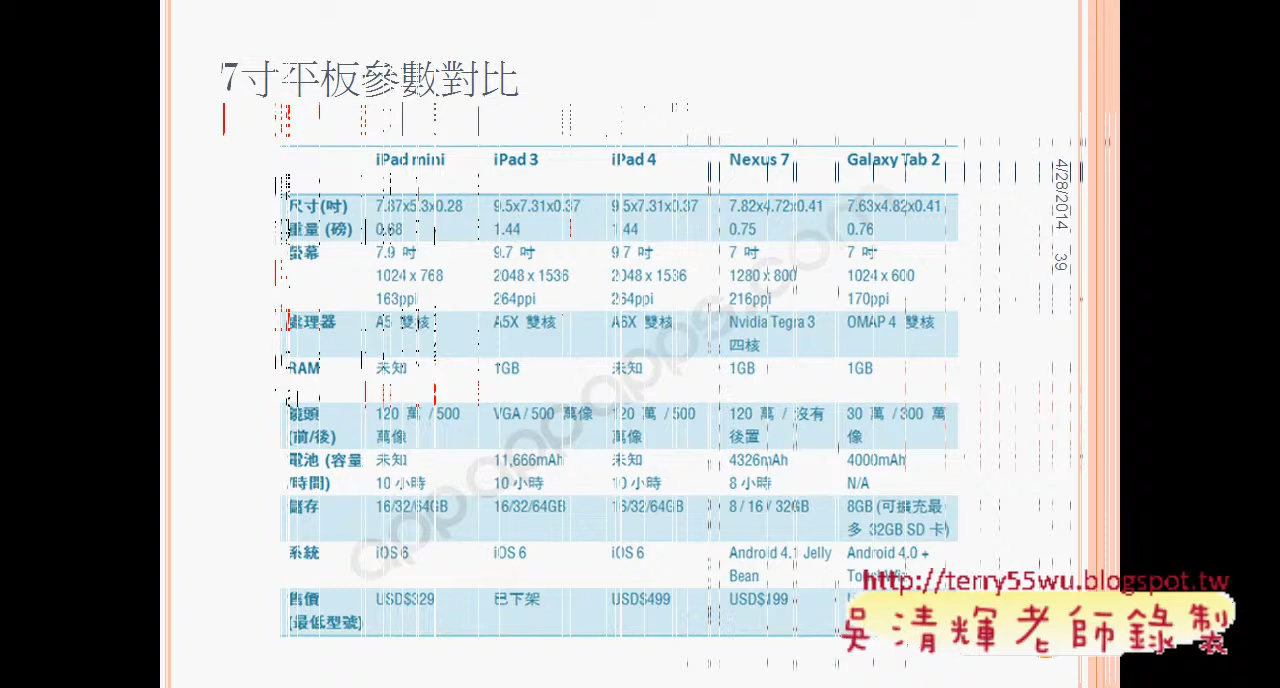 7寸平板參數對比
4/28/2014 39
iPad mini iPad 3 iPad 4 Nexus 7 Galaxy Tab 2
尺寸(吋) 7.87x5.3x0.28 9.5x7.31x0.37 9.5x7.31x0.37 7.82x4.72x0.41 7.63x4.82x0.41
重量 (磅) 0.68 1.44 1.44 0.75 0.76
螢幕 7.9 吋 9.7 吋 9.7 吋 7 吋 7 吋
1024 x 768 2048 x 1536 2048 x 1536 1280 x 800 1024 x 600
163ppi 264ppi 264ppi 216ppi 170ppi
處理器 A5 雙核 A5X 雙核 A6X 雙核 Nvidia Tegra 3 OMAP 4 雙核
四核
RAM 未知 1GB 未知 1GB 1GB
鏡頭 120 萬 / 500 VGA / 500 萬像 120 萬 / 500 120 萬 / 沒有 30 萬 / 300 萬
(前/後) 萬像 萬像 後置 像
電池 (容量 未知 11,666mAh 未知 4326mAh 4000mAh
/時間) 10 小時 10 小時 10 小時 8 小時 N/A
儲存 16/32/64GB 16/32/64GB 16/32/64GB 8 / 16 / 32GB 8GB (可擴充最
多 32GB SD 卡)
系統 iOS 6 iOS 6 iOS 6 Android 4.1 Jelly Android 4.0 +
Bean
售價 USD$329 已下架 USD$499 USD$199
(最低型號)
appappapps.com
http://terry55wu.blogspot.tw
吳清輝老師錄製